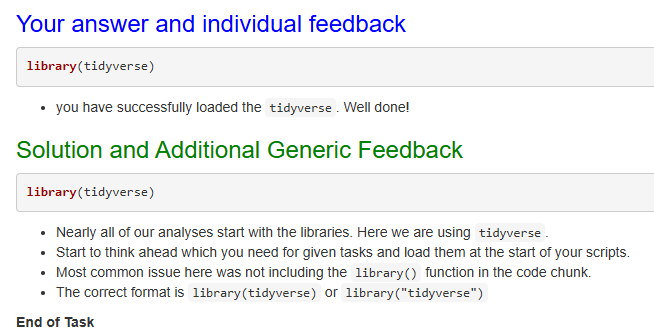 Your answer and individual feedback
library(tidyverse)
• you have successfully loaded the tidyverse. Well done!
Solution and Additional Generic Feedback
library(tidyverse)
• Nearly all of our analyses start with the libraries. Here we are using tidyverse.
• Start to think ahead which you need for given tasks and load them at the start of your scripts.
• Most common issue here was not including the library() function in the code chunk.
• The correct format is library(tidyverse) or library("tidyverse")
End of Task